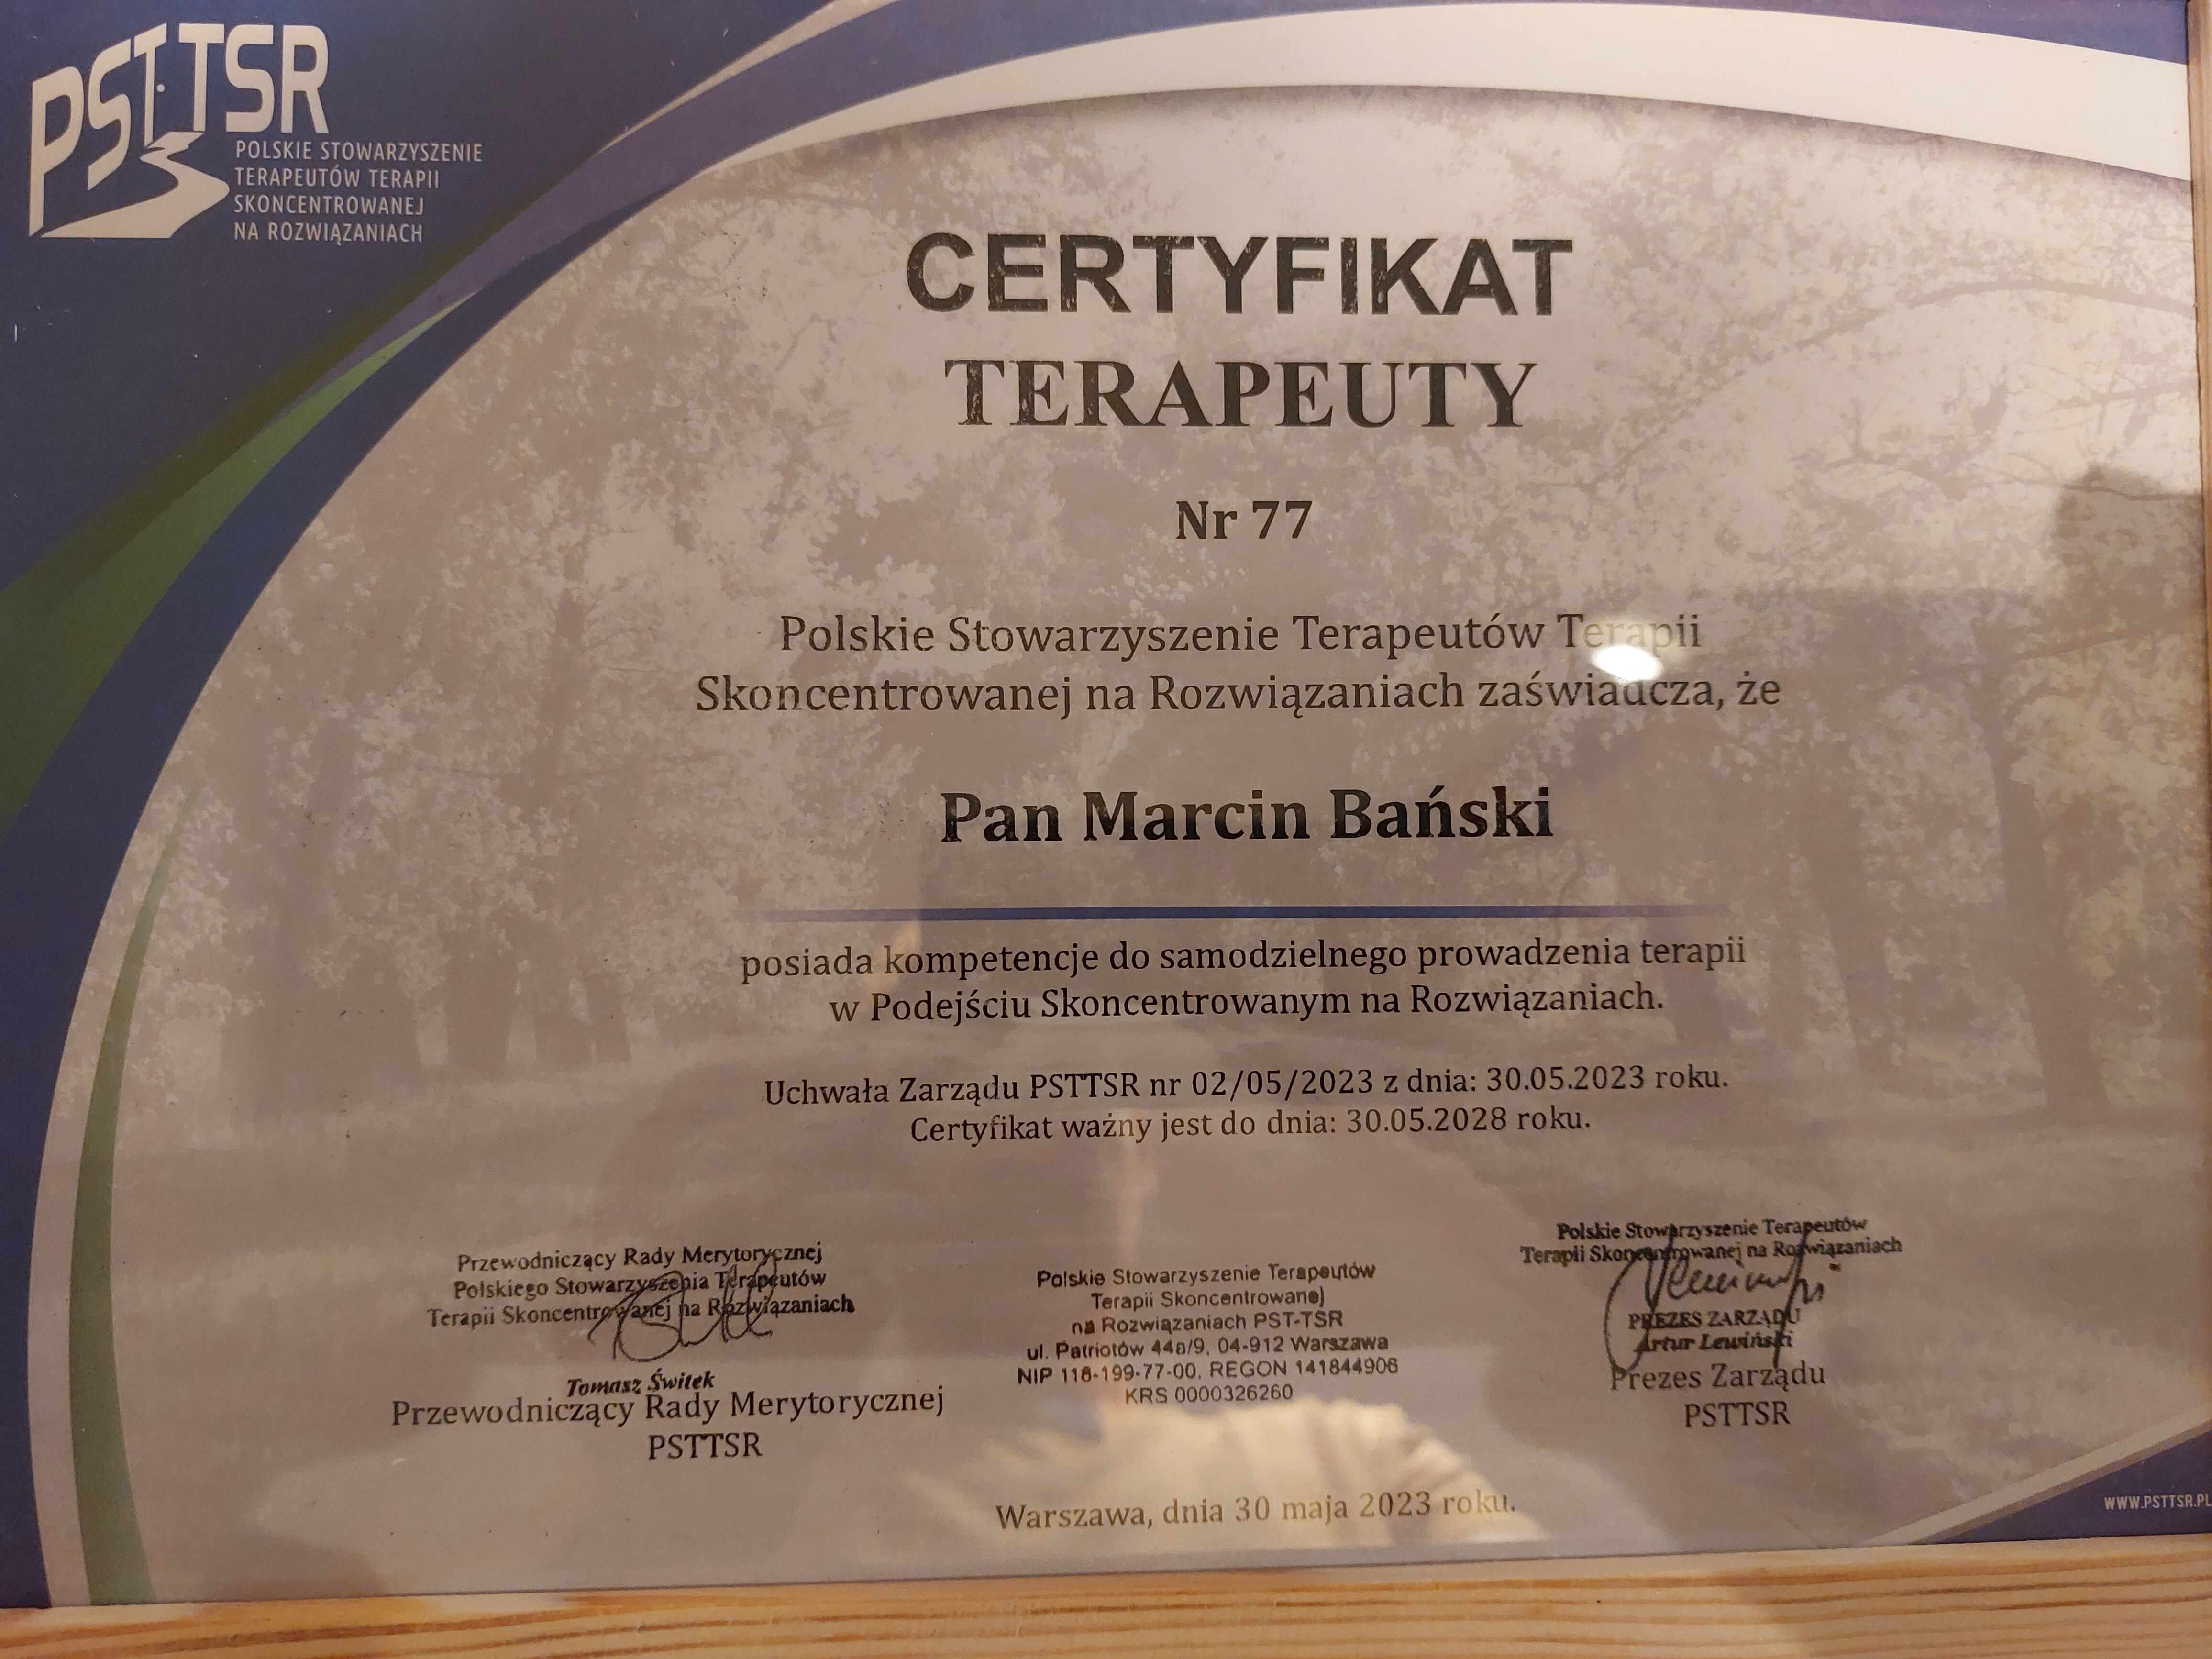 PSTTSR
POLSKIE STOWARZYSZENIE
TERAPEUTÓW TERAPII
SKONCENTROWANEJ
NA ROZWIĄZANIACH
CERTYFIKAT
TERAPEUTY
Nr 77
Polskie Stowarzyszenie Terapeutów Terapii
Skoncentrowanej na Rozwiązaniach zaświadcza, że
Pan Marcin Bański
posiada kompetencje do samodzielnego prowadzenia terapii
w Podejściu Skoncentrowanym na Rozwiązaniach.
Uchwała Zarządu PSTTSR nr 02/05/2023 z dnia: 30.05.2023 roku.
Certyfikat ważny jest do dnia: 30.05.2028 roku.
Przewodniczący Rady Merytorycznej
Polskiego Stowarzyszenia Terapeutów
Terapii Skoncentrowanej na Rozwiązaniach
Tomasz Świtek
Przewodniczący Rady Merytorycznej
PSTTSR
Polskie Stowarzyszenie Terapeutów
Terapii Skoncentrowanej
na Rozwiązaniach PST-TSR
ul. Patriotów 44a/9, 04-912 Warszawa
NIP 118-199-77-00, REGON 141844906
KRS 0000326260
Polskie Stowarzyszenie Terapeutów
Terapii Skoncentrowanej na Rozwiązaniach
PREZES ZARZĄDU
Artur Lewiński
Prezes Zarządu
PSTTSR
Warszawa, dnia 30 maja 2023 roku.
WWW.PSTTSR.PL